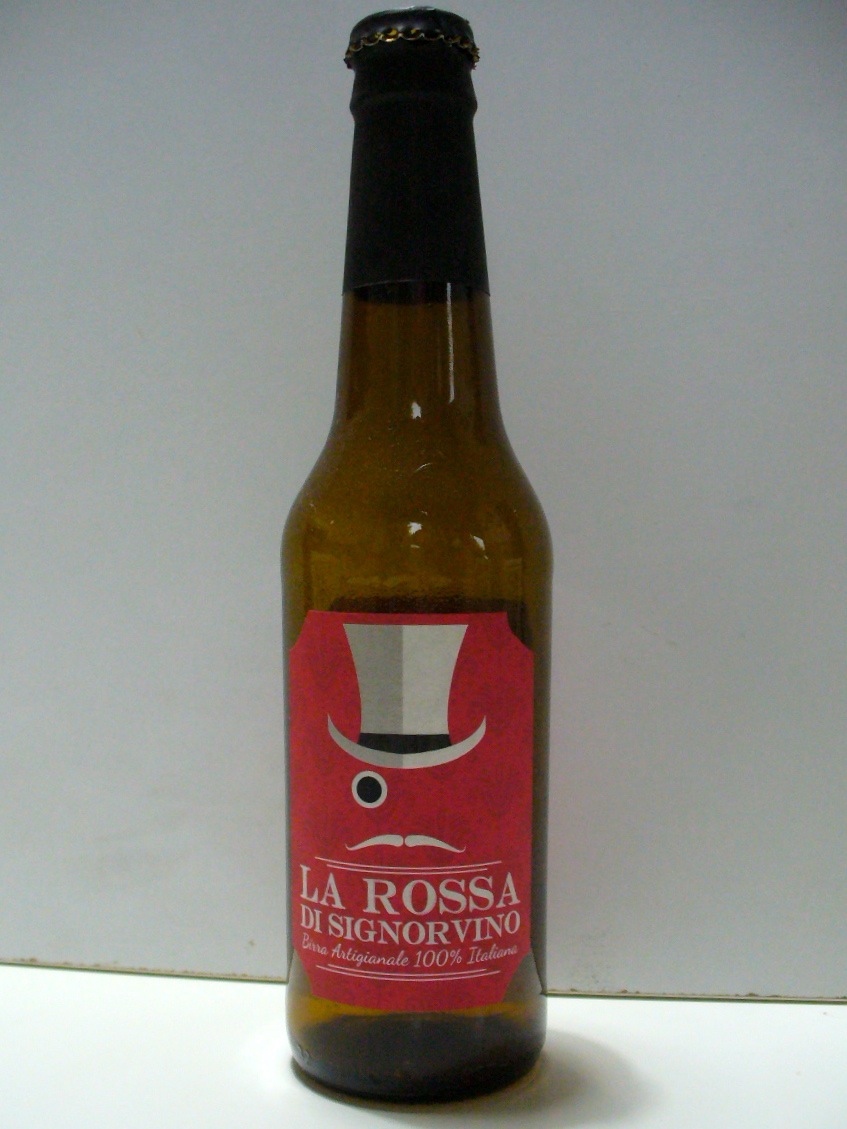 LA ROSSA
DI SIGNORVINO
Birra Artigianale 100% Italiana